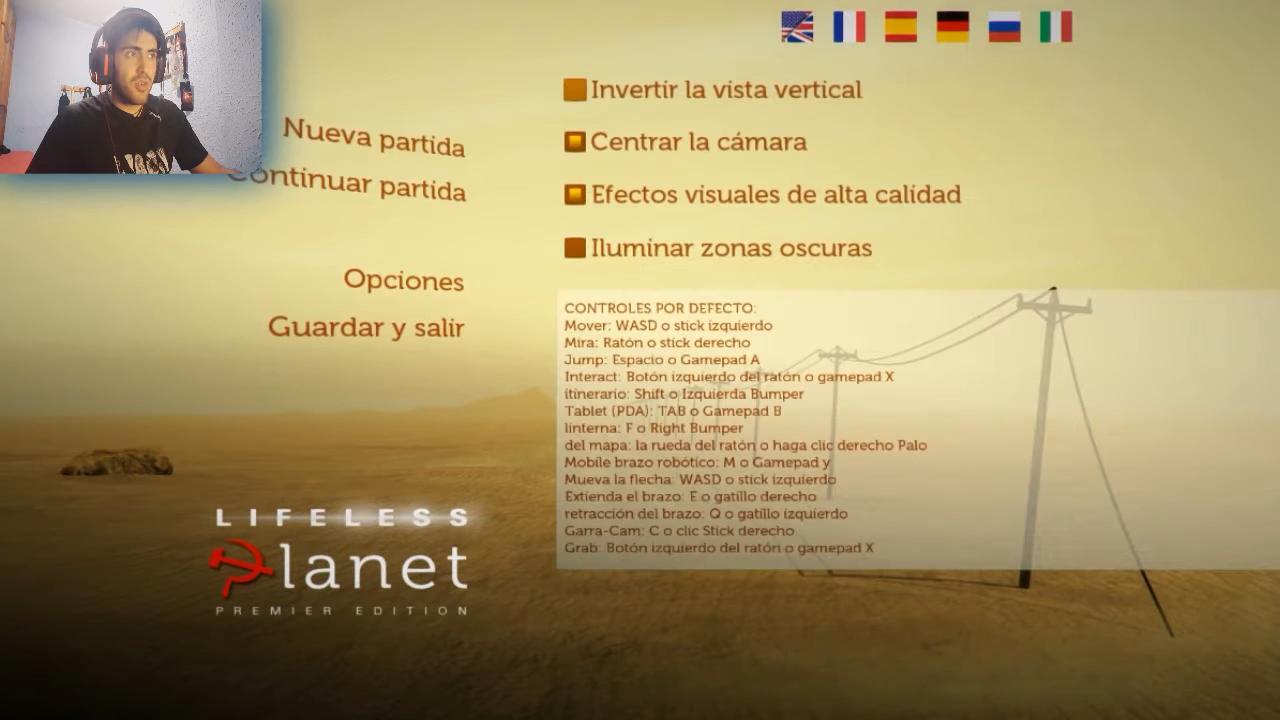 Nueva partida
Continuar partida
Opciones
Guardar y salir
Invertir la vista vertical
Centrar la cámara
Efectos visuales de alta calidad
Iluminar zonas oscuras
CONTROLES POR DEFECTO:
Mover: WASD o stick izquierdo
Mira: Ratón o stick derecho
Jump: Espacio o Gamepad A
Interact: Botón izquierdo del ratón o gamepad X
itinerario: Shift o Izquierda Bumper
Tablet (PDA): TAB o Gamepad B
linterna: F o Right Bumper
del mapa: la rueda del ratón o haga clic derecho Palo
Mobile brazo robótico: M o Gamepad y
Mueva la flecha: WASD o stick izquierdo
Extienda el brazo: E o gatillo derecho
retracción del brazo: Q o gatillo izquierdo
Garra-Cam: C o clic Stick derecho
Grab: Botón izquierdo del ratón o gamepad X
LIFELESS
Planet
PREMIER EDITION